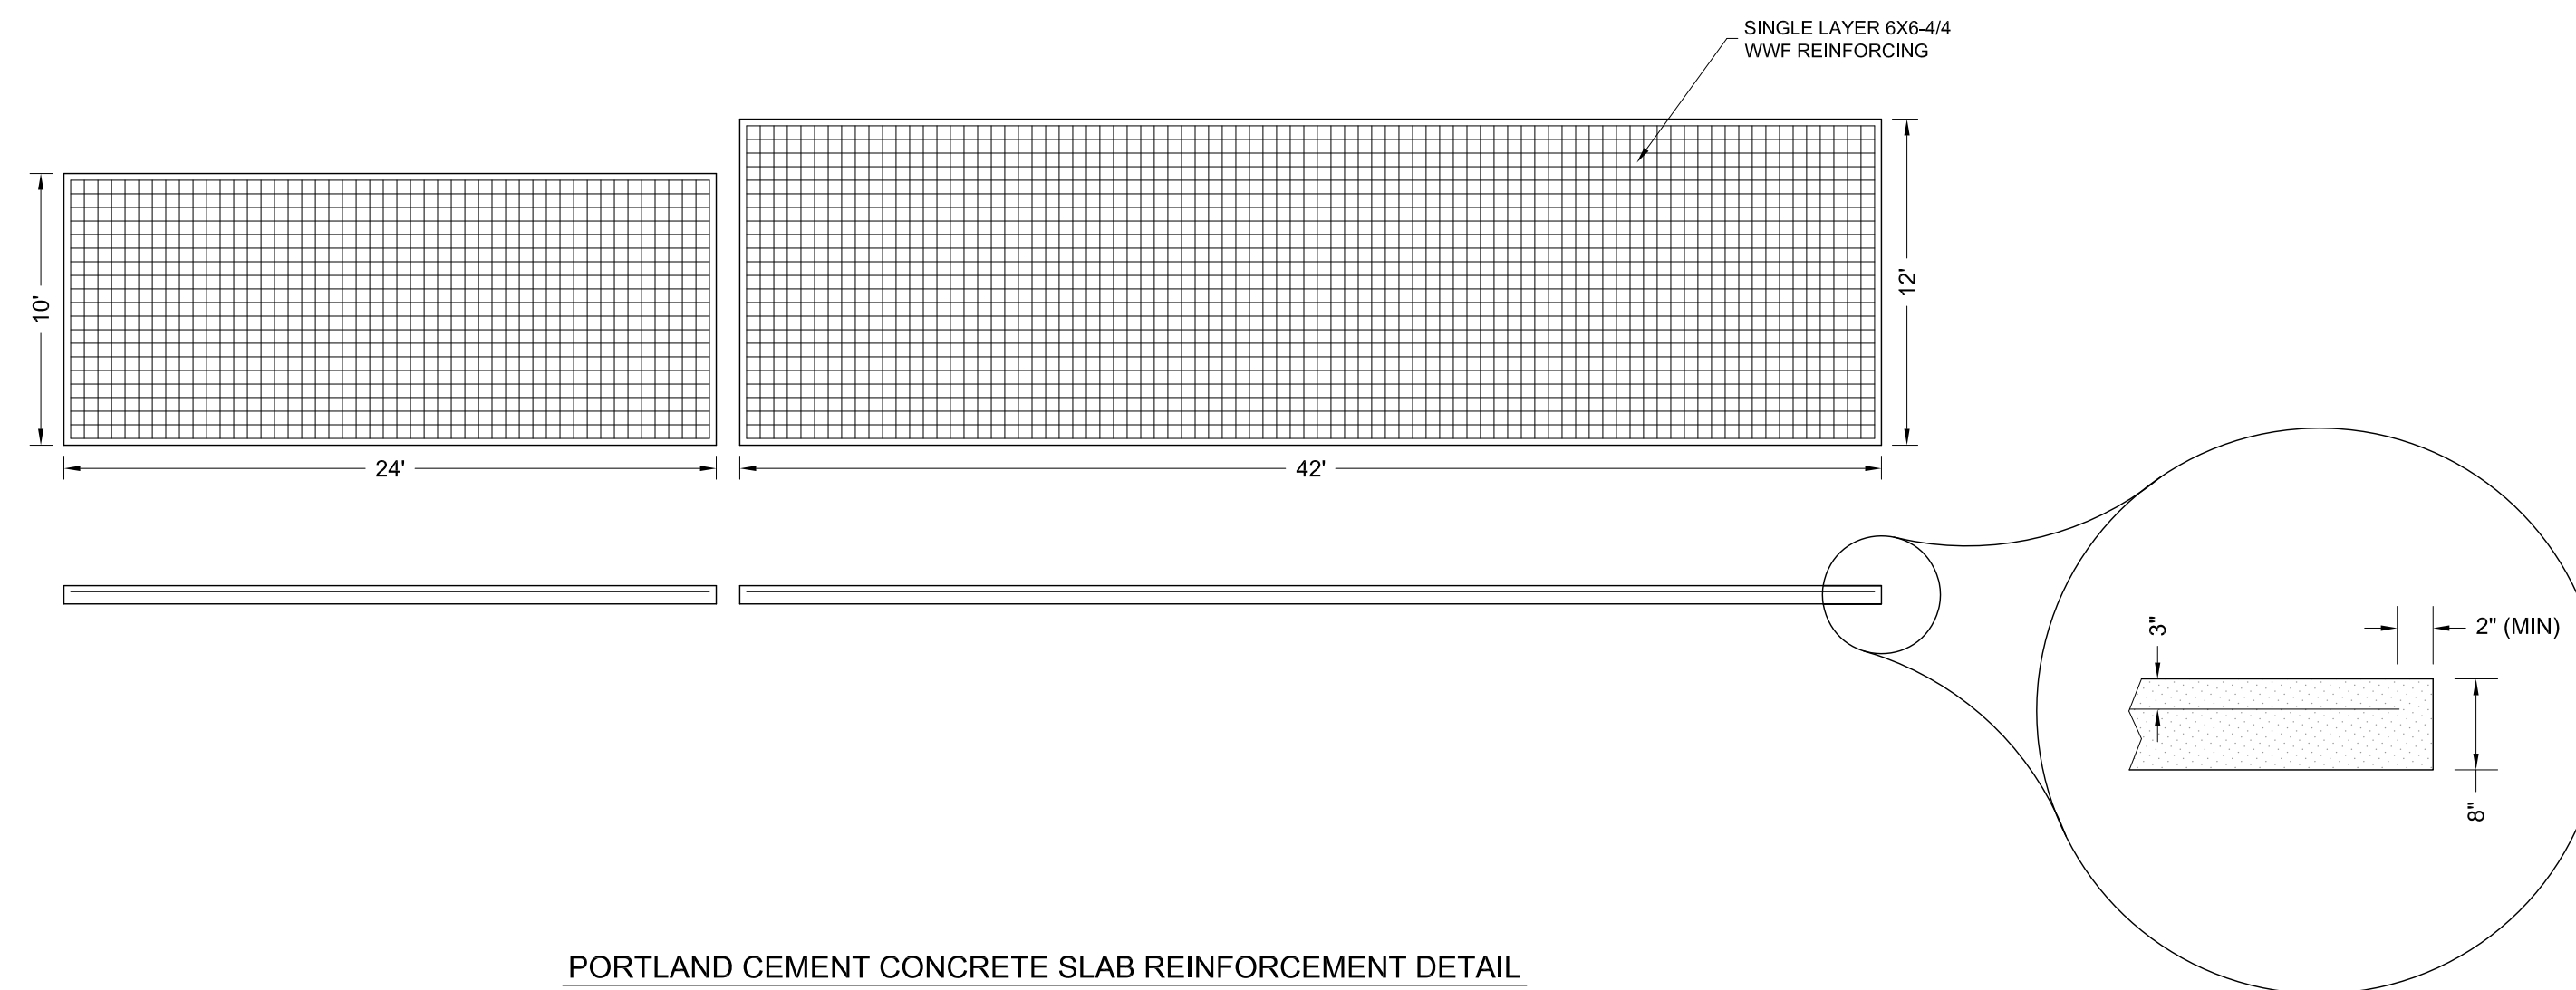 SINGLE LAYER 6X6-4/4
WWF REINFORCING
10'
12'
24'
42'
3"
2" (MIN)
8"
PORTLAND CEMENT CONCRETE SLAB REINFORCEMENT DETAIL